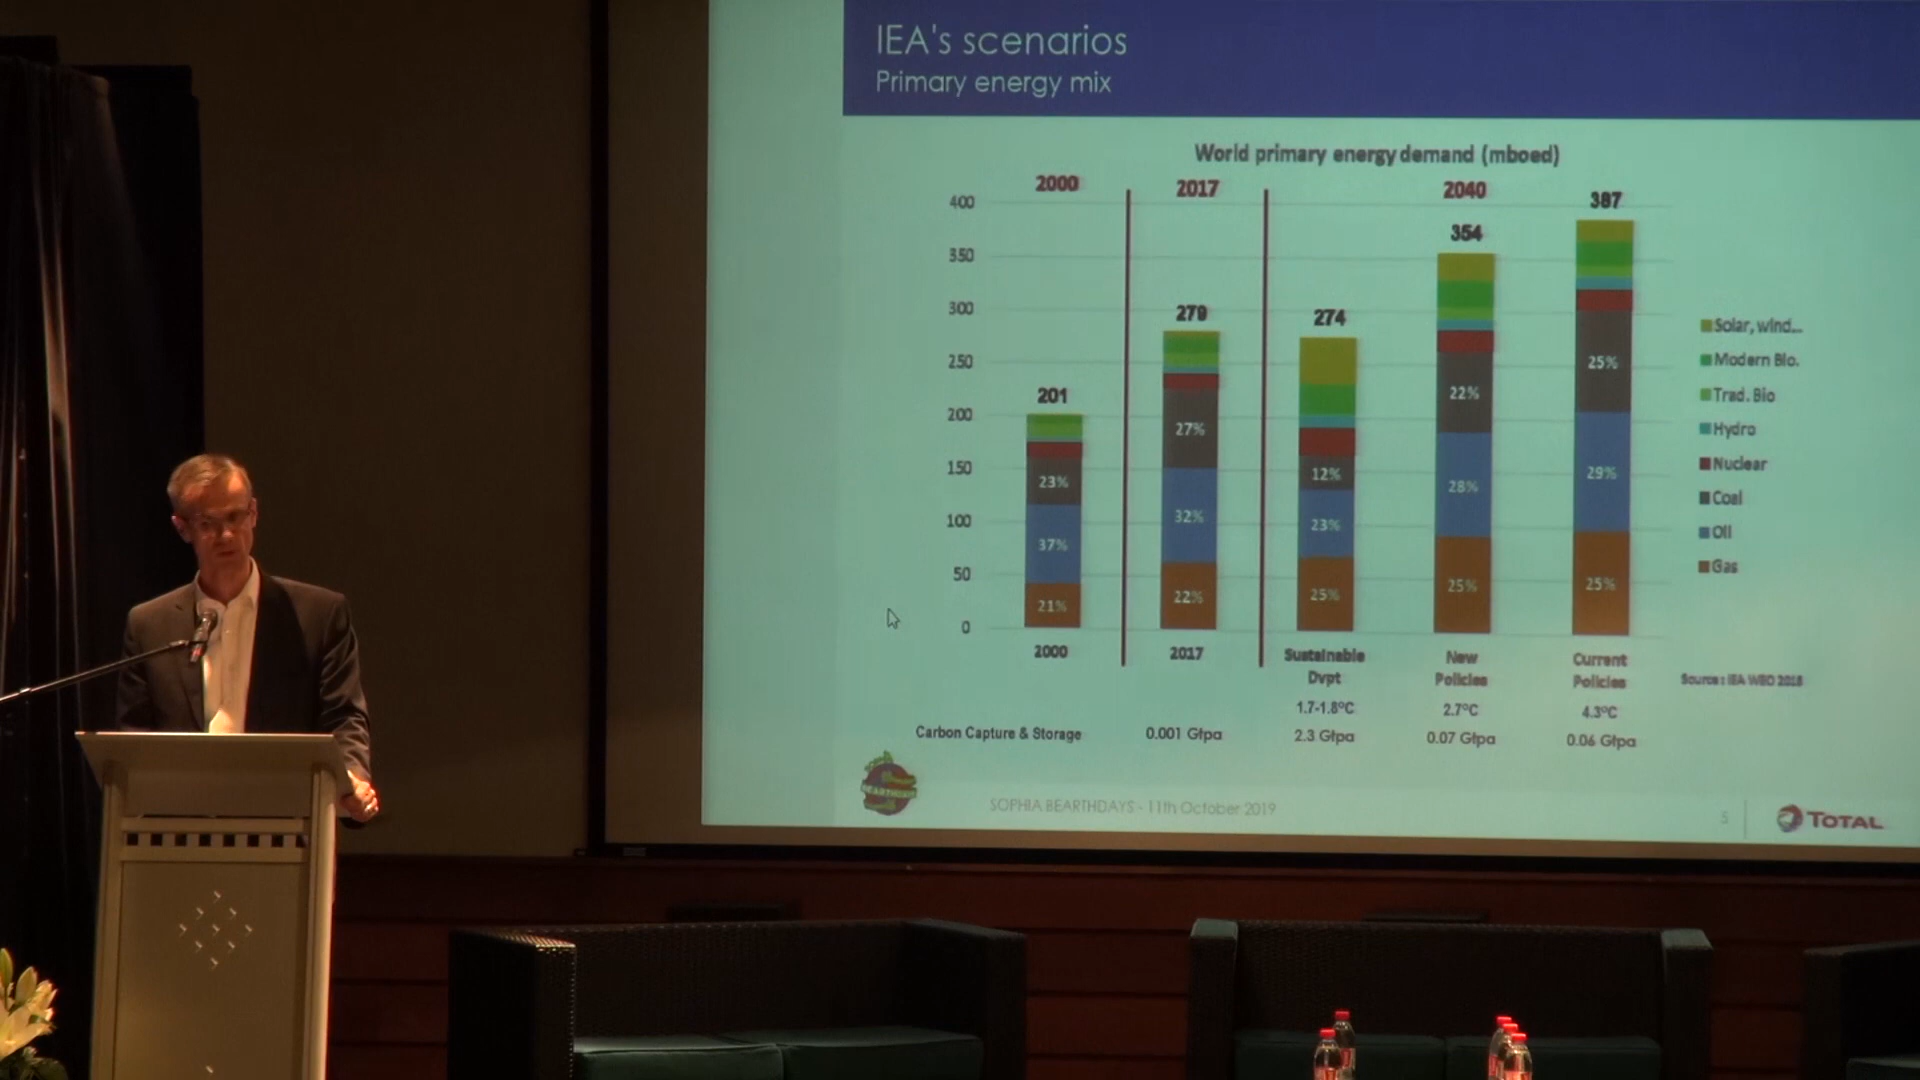 IEA's scenarios
Primary energy mix
World primary energy demand (mboed)
2000
2017
2040
400
350
300
250
200
150
100
50
0
201
23%
37%
21%
279
27%
32%
22%
274
12%
23%
25%
354
22%
28%
25%
387
25%
29%
25%
Solar, wind...
Modern Bio.
Trad. Bio
Hydro
Nuclear
Coal
Oil
Gas
2000
2017
Sustainable
Dvpt
New
Policies
Current
Policies
Source : IEA WEO 2018
1.7-1.8°C
2.7°C
4.3°C
Carbon Capture & Storage
0.001 Gtpa
2.3 Gtpa
0.07 Gtpa
0.06 Gtpa
SOPHIA BEARTHDAYS - 11th October 2019
5
TOTAL